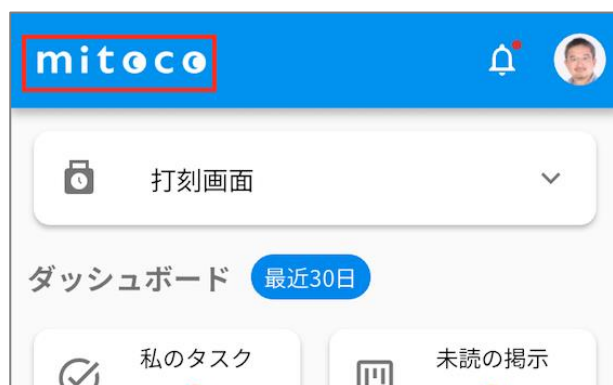 mitoco
打刻画面
ダッシュボード 最近30日
私のタスク 未読の掲示